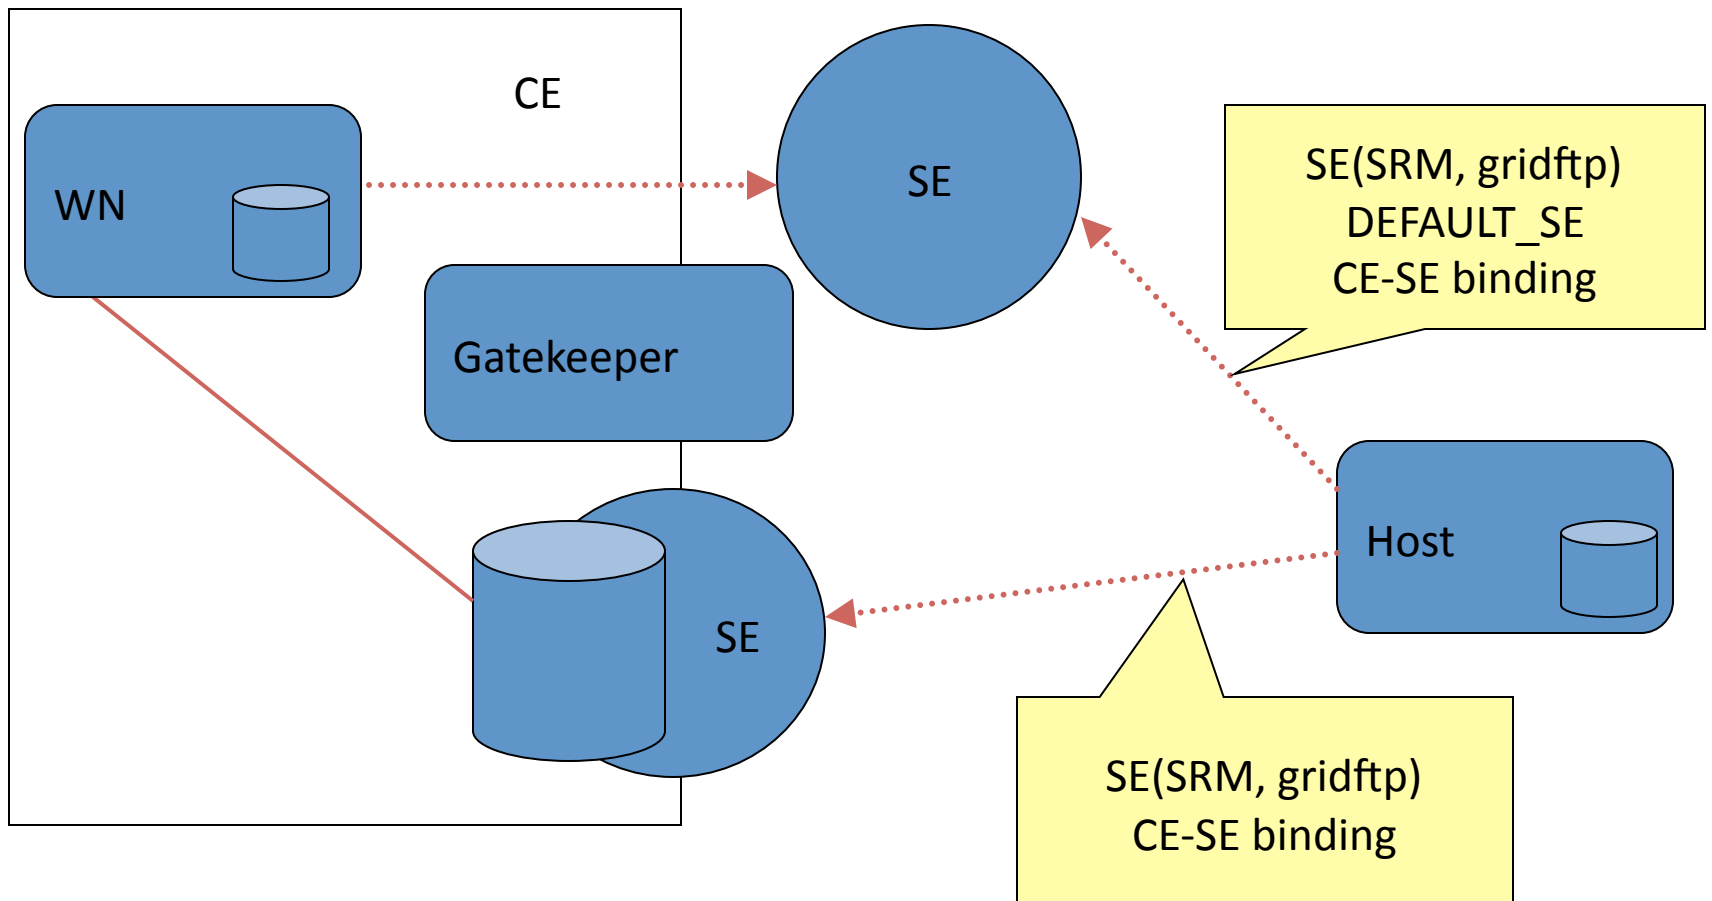 CE
WN
SE
SE(SRM, gridftp)
DEFAULT_SE
CE-SE binding
Gatekeeper
Host
SE
SE(SRM, gridftp)
CE-SE binding